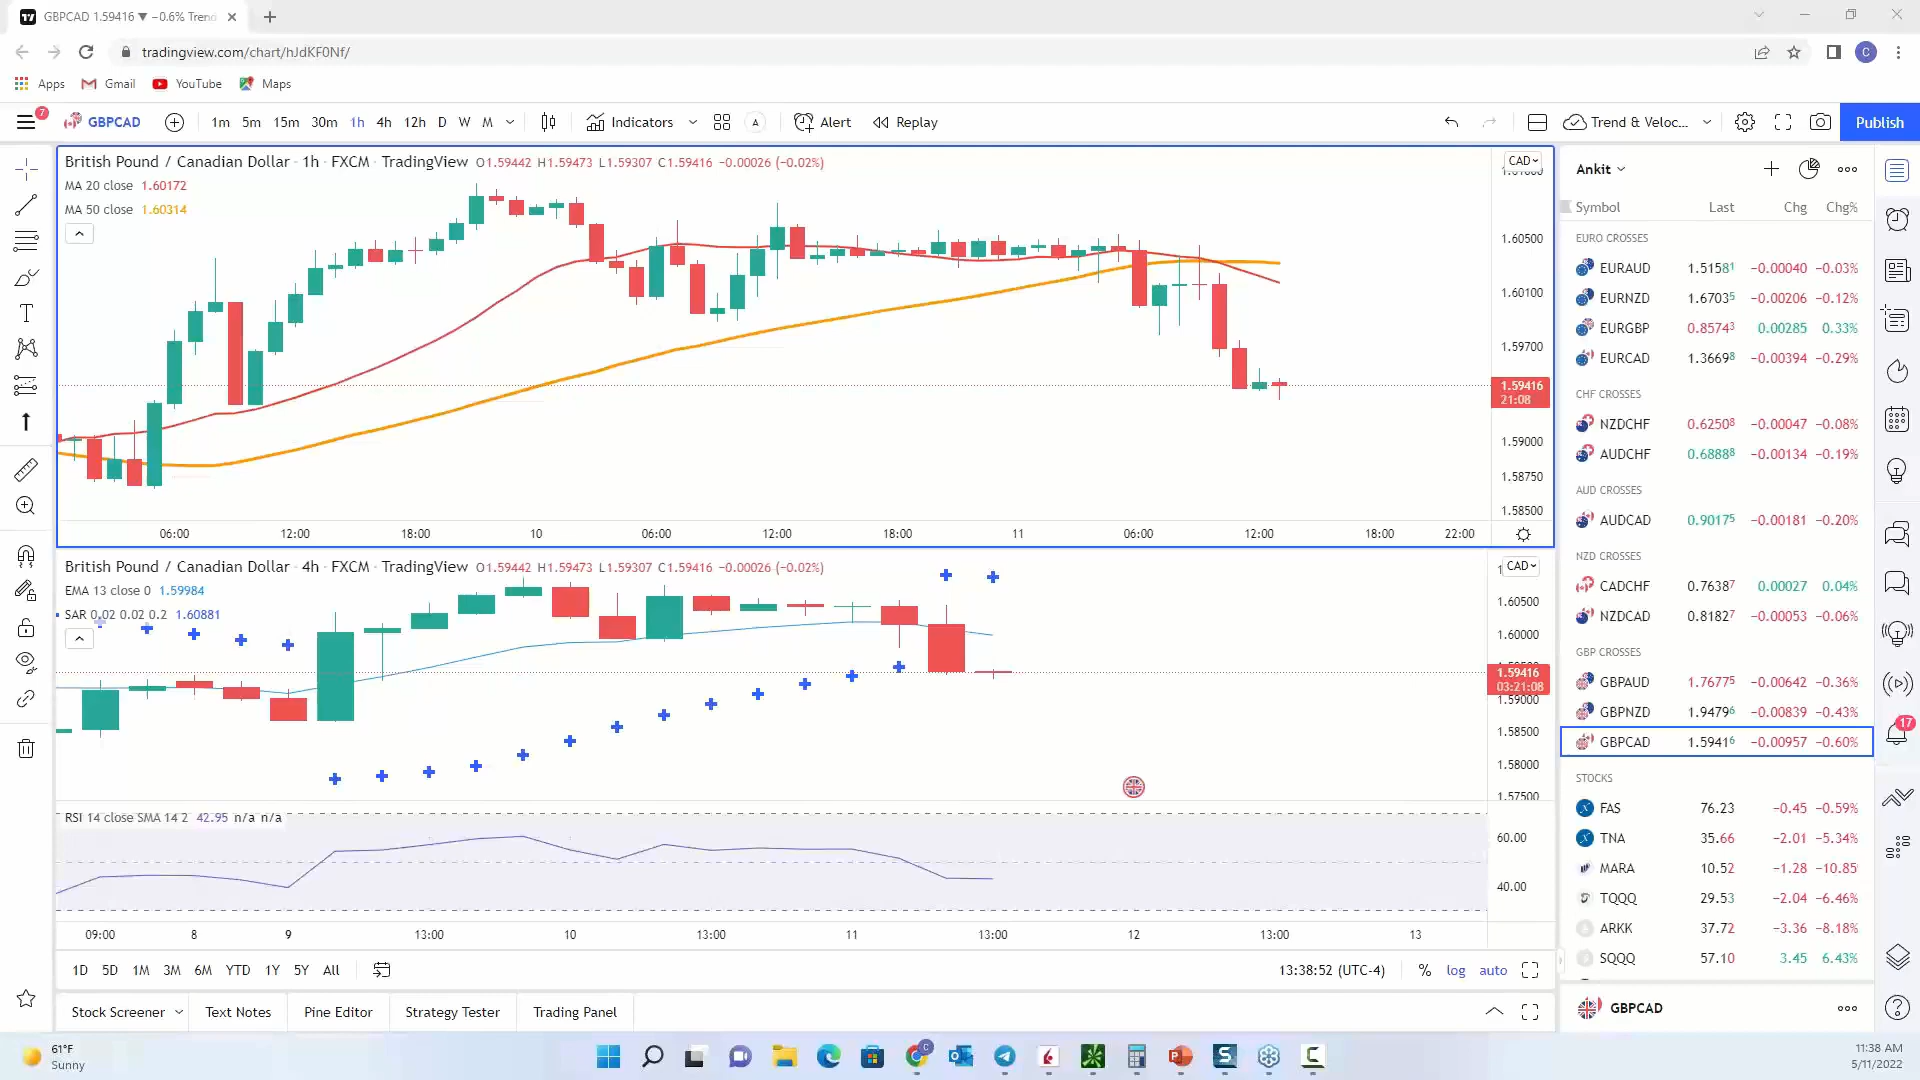 GBPCAD 1.59416 ▼ −0.6% Trend
tradingview.com/chart/hJdKF0Nf/
C
Apps Gmail YouTube Maps
7
GBPCAD 1m 5m 15m 30m 1h 4h 12h D W M Indicators A Alert Replay Trend & Veloc... Publish
British Pound / Canadian Dollar · 1h · FXCM · TradingView O1.59442 H1.59473 L1.59307 C1.59416 −0.00026 (−0.02%)
MA 20 close 1.60172
MA 50 close 1.60314
CAD
1.60500
1.60100
1.59700
1.59416
21:08
1.59000
1.58750
1.58500
06:00 12:00 18:00 10 06:00 12:00 18:00 11 06:00 12:00 18:00 22:00
British Pound / Canadian Dollar · 4h · FXCM · TradingView O1.59442 H1.59473 L1.59307 C1.59416 −0.00026 (−0.02%)
EMA 13 close 0 1.59984
SAR 0.02 0.02 0.2 1.60881
CAD
1.60500
1.60000
1.59416
03:21:08
1.59000
1.58500
1.58000
1.57500
RSI 14 close SMA 14 2 42.95 n/a n/a
60.00
40.00
09:00 8 9 13:00 10 13:00 11 13:00 12 13:00 13
1D 5D 1M 3M 6M YTD 1Y 5Y All 13:38:52 (UTC-4) % log auto
Stock Screener Text Notes Pine Editor Strategy Tester Trading Panel
Ankit
Symbol Last Chg Chg%
EURO CROSSES
EURAUD 1.51581 −0.00040 −0.03%
EURNZD 1.67035 −0.00206 −0.12%
EURGBP 0.85743 0.00285 0.33%
EURCAD 1.36698 −0.00394 −0.29%
CHF CROSSES
NZDCHF 0.62508 −0.00047 −0.08%
AUDCHF 0.68888 −0.00134 −0.19%
AUD CROSSES
AUDCAD 0.90175 −0.00181 −0.20%
NZD CROSSES
CADCHF 0.76387 0.00027 0.04%
NZDCAD 0.81827 −0.00053 −0.06%
GBP CROSSES
GBPAUD 1.76775 −0.00642 −0.36%
GBPNZD 1.94796 −0.00839 −0.43%
GBPCAD 1.59416 −0.00957 −0.60%
STOCKS
FAS 76.23 −0.45 −0.59%
TNA 35.66 −2.01 −5.34%
MARA 10.52 −1.28 −10.85
TQQQ 29.53 −2.04 −6.46%
ARKK 37.72 −3.36 −8.18%
SQQQ 57.10 3.45 6.43%
GBPCAD
17
61°F
Sunny
11:38 AM
5/11/2022